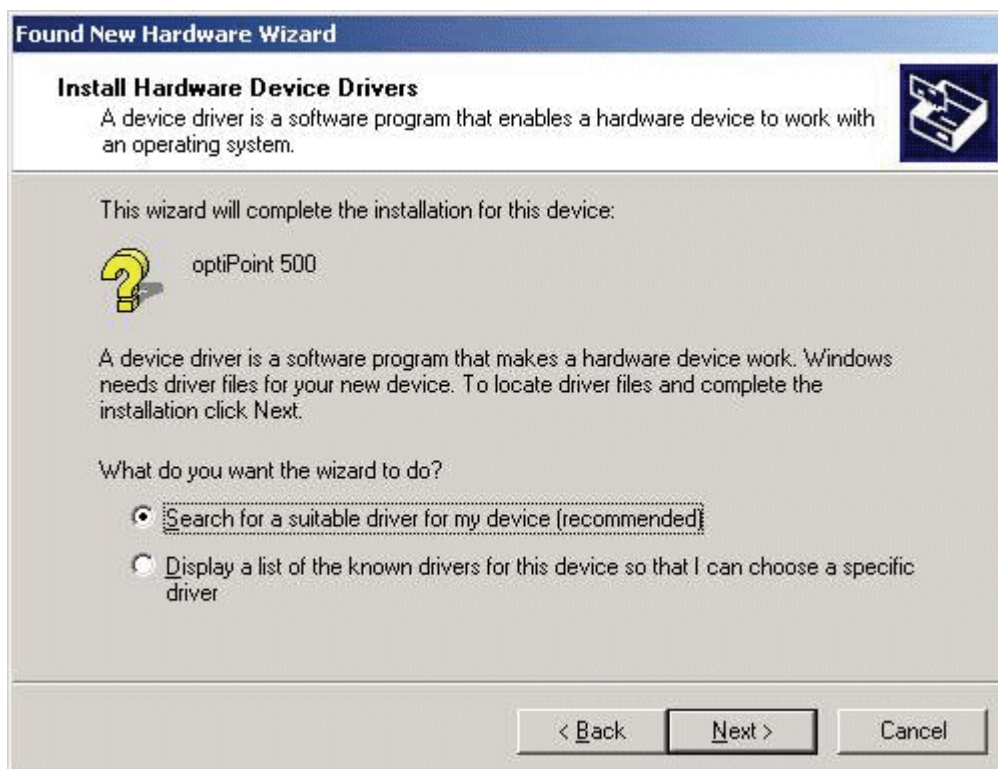 Found New Hardware Wizard
Install Hardware Device Drivers
A device driver is a software program that enables a hardware device to work with
an operating system.
This wizard will complete the installation for this device:
optiPoint 500
A device driver is a software program that makes a hardware device work. Windows
needs driver files for your new device. To locate driver files and complete the
installation click Next.
What do you want the wizard to do?
Search for a suitable driver for my device (recommended)
Display a list of the known drivers for this device so that I can choose a specific
driver
< Back Next > Cancel